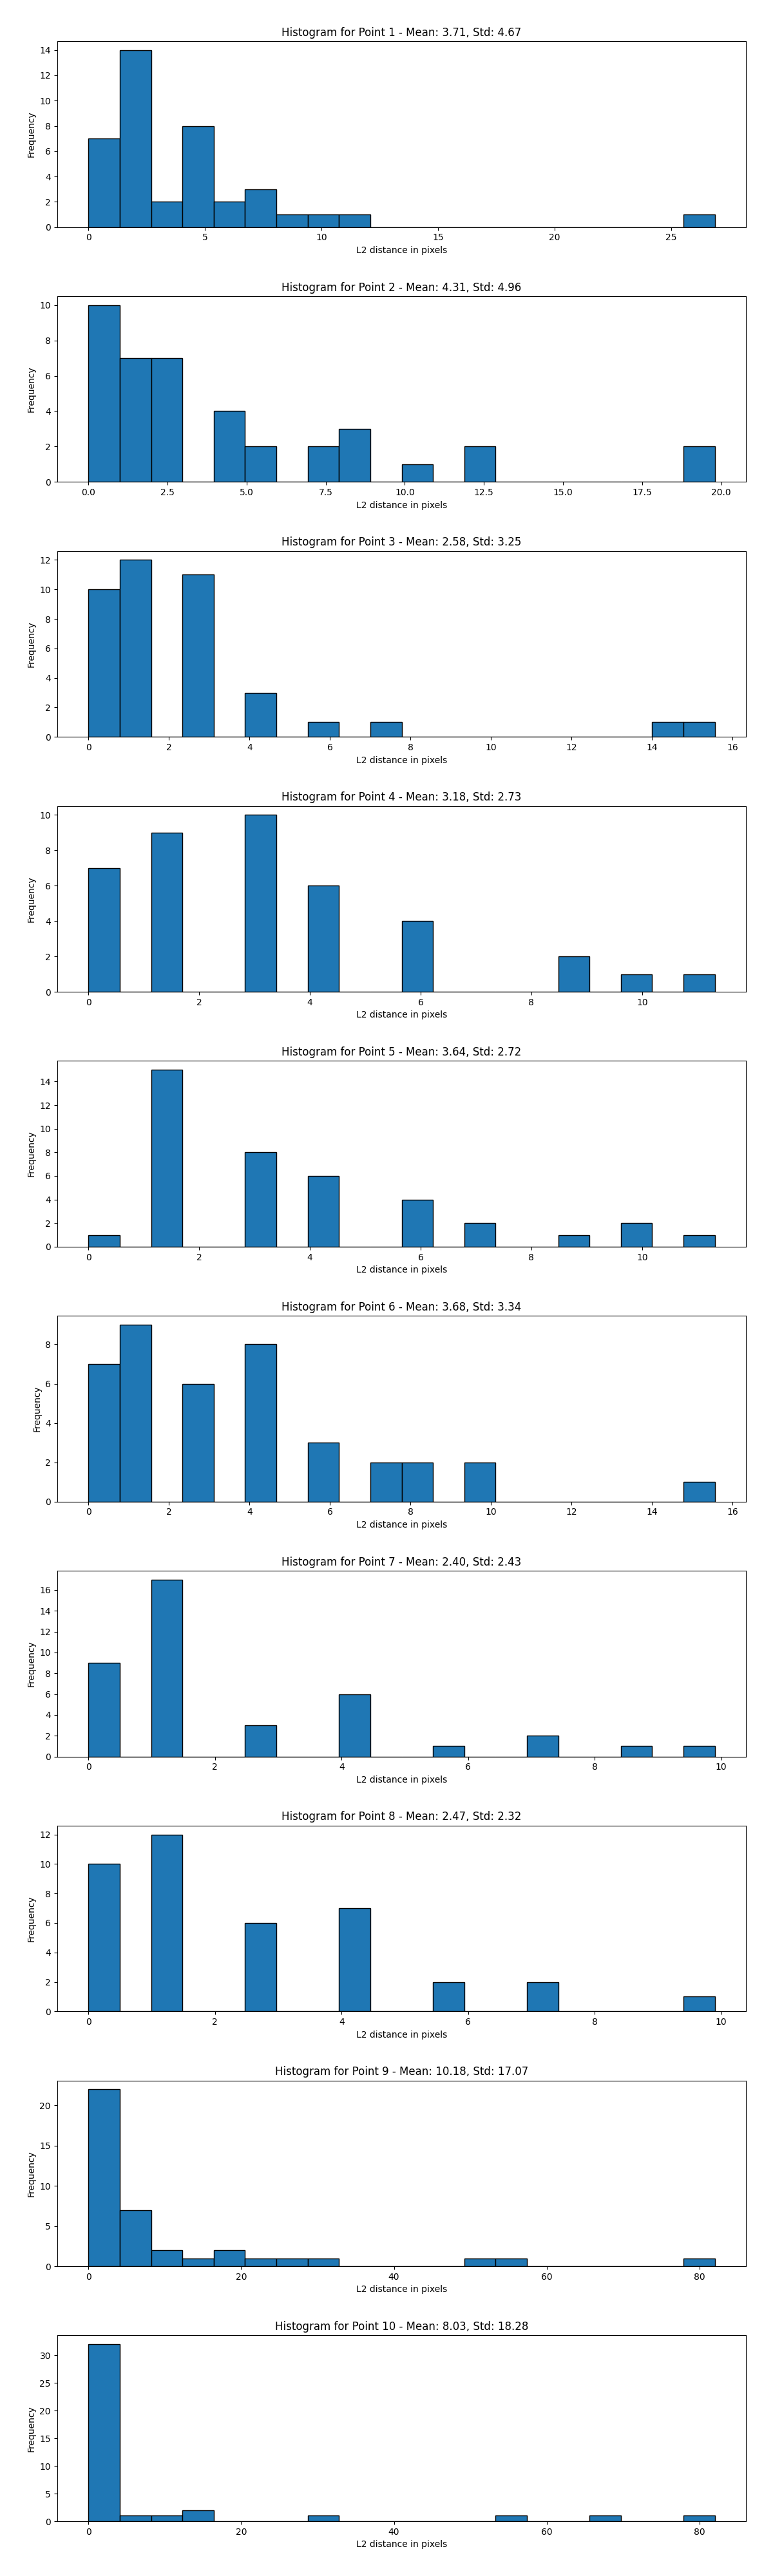 Histogram for Point 1 - Mean: 3.71, Std: 4.67
Frequency
0 2 4 6 8 10 12 14
0 5 10 15 20 25
L2 distance in pixels
Histogram for Point 2 - Mean: 4.31, Std: 4.96
Frequency
0 2 4 6 8 10
0.0 2.5 5.0 7.5 10.0 12.5 15.0 17.5 20.0
L2 distance in pixels
Histogram for Point 3 - Mean: 2.58, Std: 3.25
Frequency
0 2 4 6 8 10 12
0 2 4 6 8 10 12 14 16
L2 distance in pixels
Histogram for Point 4 - Mean: 3.18, Std: 2.73
Frequency
0 2 4 6 8 10
0 2 4 6 8 10
L2 distance in pixels
Histogram for Point 5 - Mean: 3.64, Std: 2.72
Frequency
0 2 4 6 8 10 12 14
0 2 4 6 8 10
L2 distance in pixels
Histogram for Point 6 - Mean: 3.68, Std: 3.34
Frequency
0 2 4 6 8
0 2 4 6 8 10 12 14 16
L2 distance in pixels
Histogram for Point 7 - Mean: 2.40, Std: 2.43
Frequency
0 2 4 6 8 10 12 14 16
0 2 4 6 8 10
L2 distance in pixels
Histogram for Point 8 - Mean: 2.47, Std: 2.32
Frequency
0 2 4 6 8 10 12
0 2 4 6 8 10
L2 distance in pixels
Histogram for Point 9 - Mean: 10.18, Std: 17.07
Frequency
0 5 10 15 20
0 20 40 60 80
L2 distance in pixels
Histogram for Point 10 - Mean: 8.03, Std: 18.28
Frequency
0 5 10 15 20 25 30
0 20 40 60 80
L2 distance in pixels